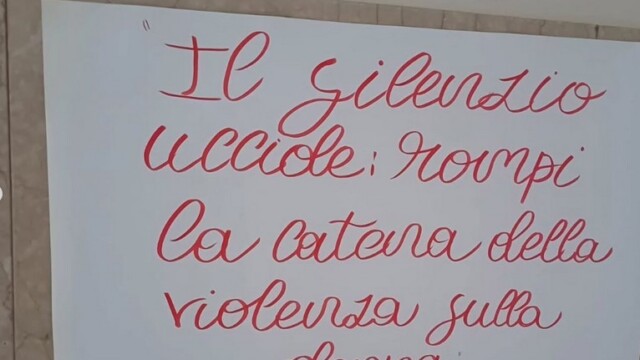 "Il silenzio
uccide: rompi
la catena della
violenza sulla